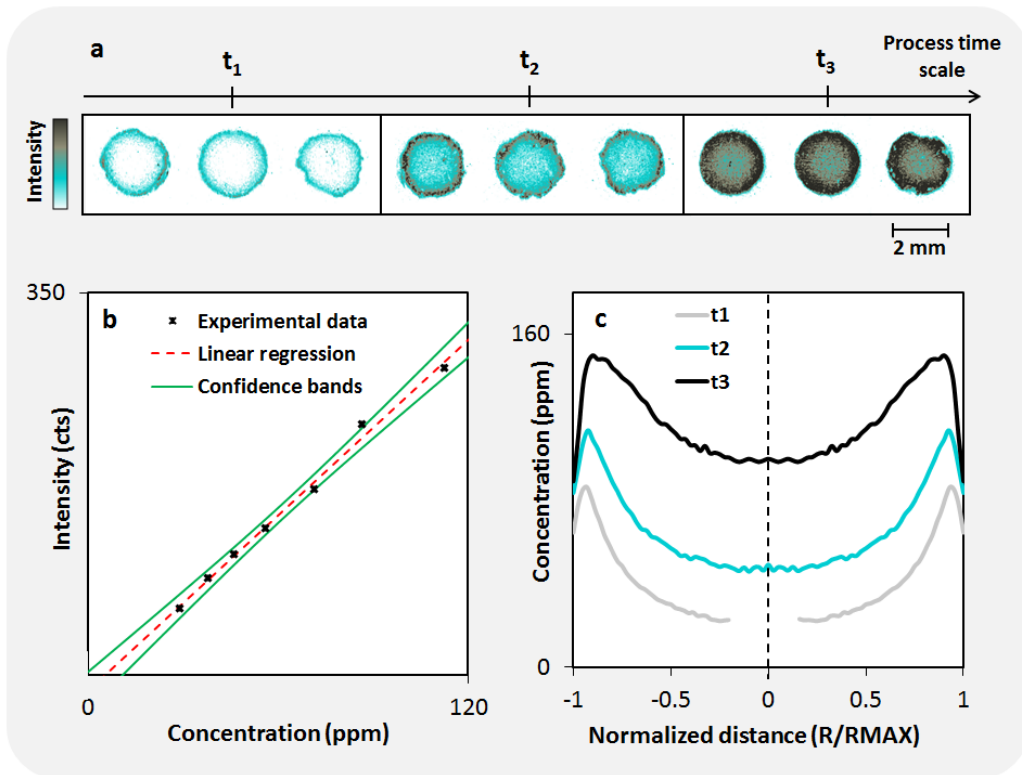 a
t1
t2
t3
Process time
scale
Intensity
2 mm
350
b
Experimental data
Linear regression
Confidence bands
Intensity (cts)
0
120
Concentration (ppm)
c
t1
t2
t3
160
Concentration (ppm)
0
-1
-0.5
0
0.5
1
Normalized distance (R/RMAX)